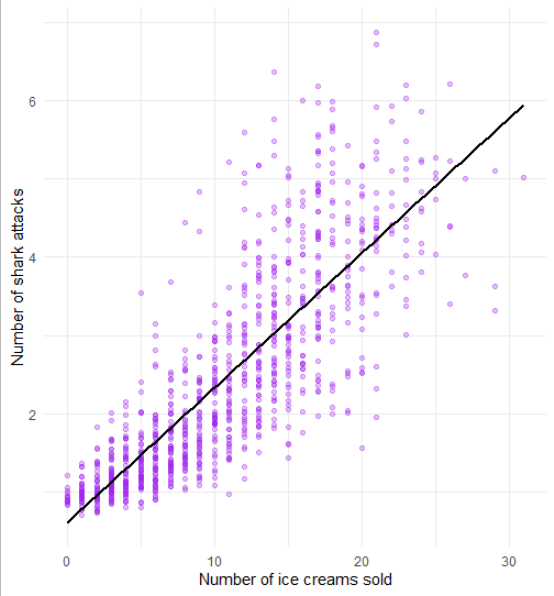 6
4
2
Number of shark attacks
0 10 20 30
Number of ice creams sold